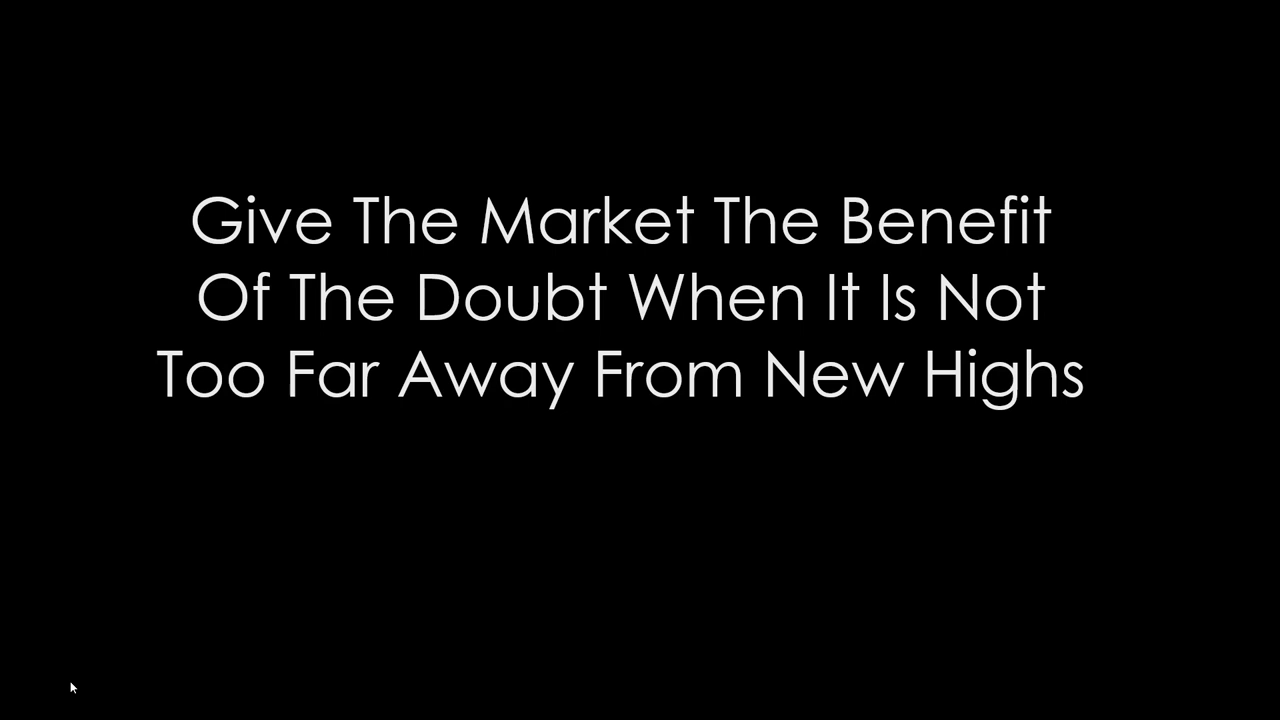 Give The Market The Benefit
Of The Doubt When It Is Not
Too Far Away From New Highs